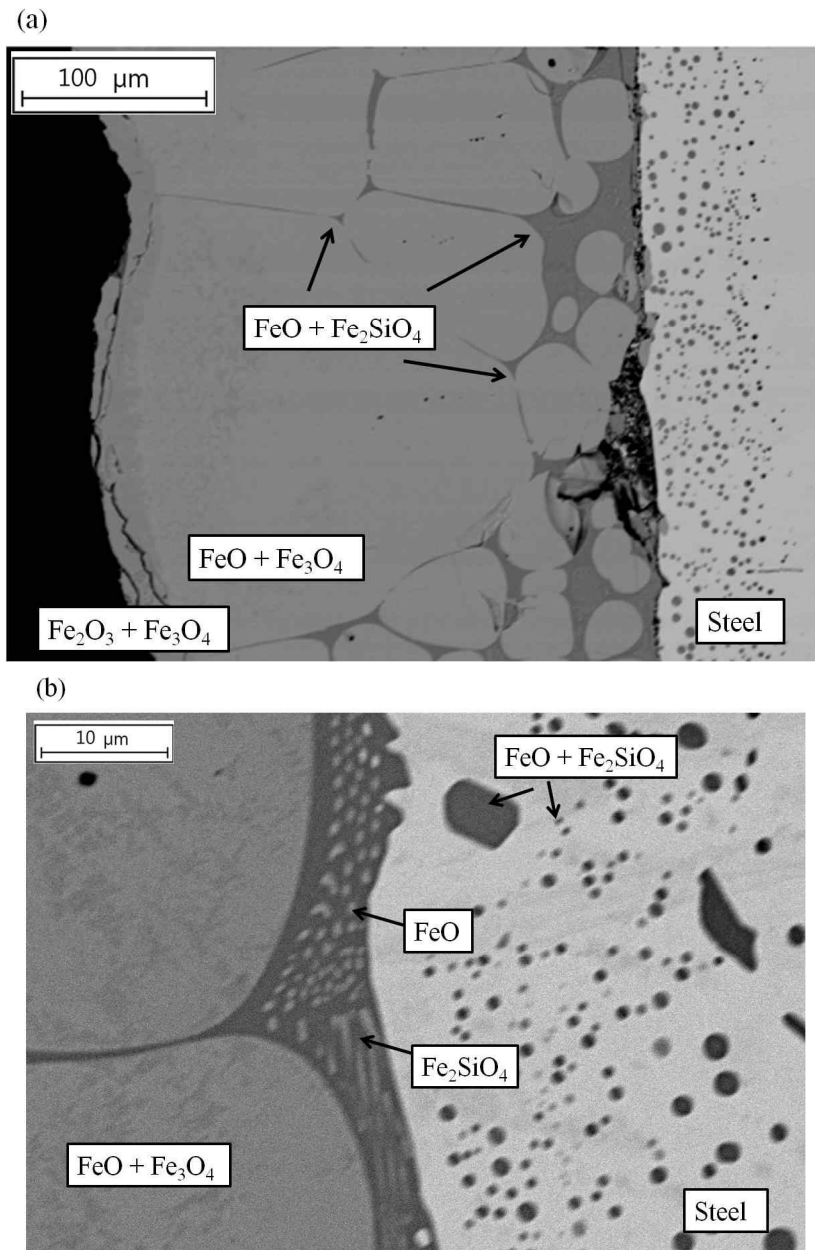 (a)
100 μm
FeO + Fe₂SiO₄
FeO + Fe₃O₄
Fe₂O₃ + Fe₃O₄
Steel
(b)
10 μm
FeO + Fe₂SiO₄
FeO
Fe₂SiO₄
FeO + Fe₃O₄
Steel